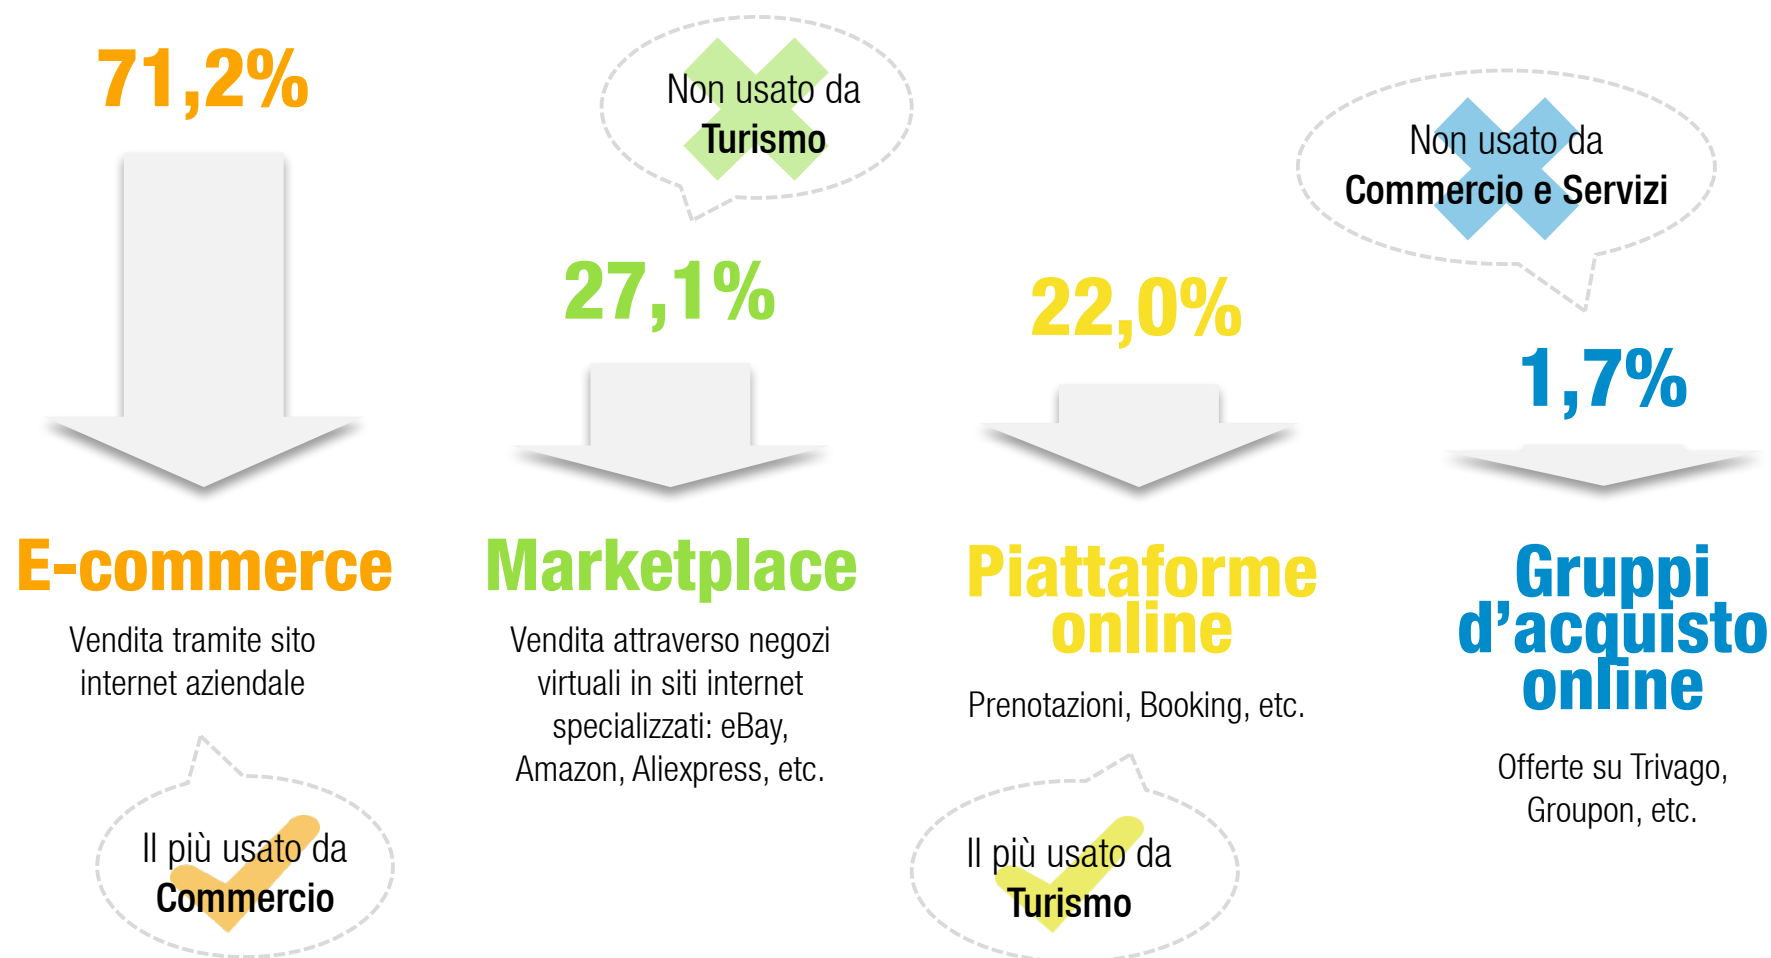 71,2%
E-commerce
Vendita tramite sito
internet aziendale
Il più usato da
Commercio
Non usato da
Turismo
27,1%
Marketplace
Vendita attraverso negozi
virtuali in siti internet
specializzati: eBay,
Amazon, Aliexpress, etc.
22,0%
Piattaforme
online
Prenotazioni, Booking, etc.
Il più usato da
Turismo
Non usato da
Commercio e Servizi
1,7%
Gruppi
d’acquisto
online
Offerte su Trivago,
Groupon, etc.